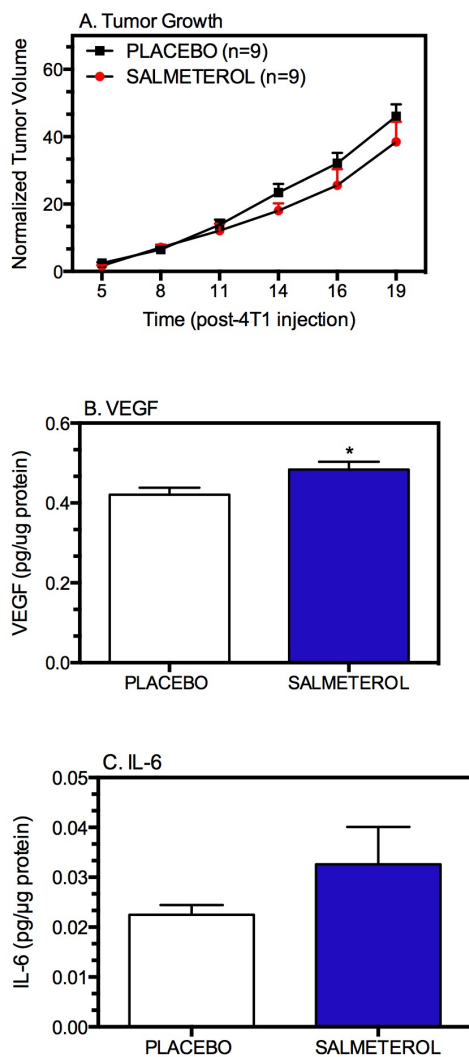 A. Tumor Growth
PLACEBO (n=9)
SALMETEROL (n=9)
Normalized Tumor Volume
60
40
20
0
5 8 11 14 16 19
Time (post-4T1 injection)
B. VEGF
VEGF (pg/ug protein)
0.6
*
0.4
0.2
0.0
PLACEBO SALMETEROL
C. IL-6
IL-6 (pg/µg protein)
0.05
0.04
0.03
0.02
0.01
0.00
PLACEBO SALMETEROL